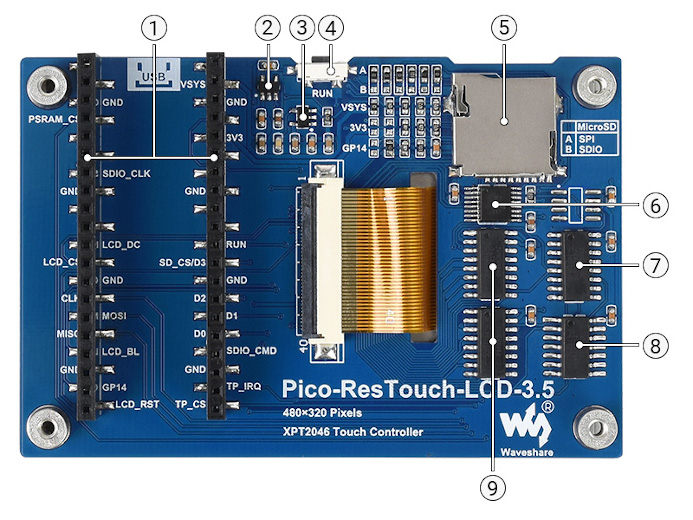 ① ② ③ ④ ⑤
USB
RUN
A
B
VSYS
3V3
GP14
MicroSD
A SPI
B SDIO
VSYS
GND
PSRAM_CS
GND
3V3
SDIO_CLK
GND
GND
LCD_DC
RUN
LCD_CS
SD_CS/D3
GND
GND
CLK
D2
MOSI
D1
MISO
D0
LCD_BL
SDIO_CMD
GND
GND
GP14
TP_IRQ
LCD_RST
TP_CS
1
40
⑥
⑦
⑧
Pico-ResTouch-LCD-3.5
480×320 Pixels
XPT2046 Touch Controller
®
Waveshare
⑨